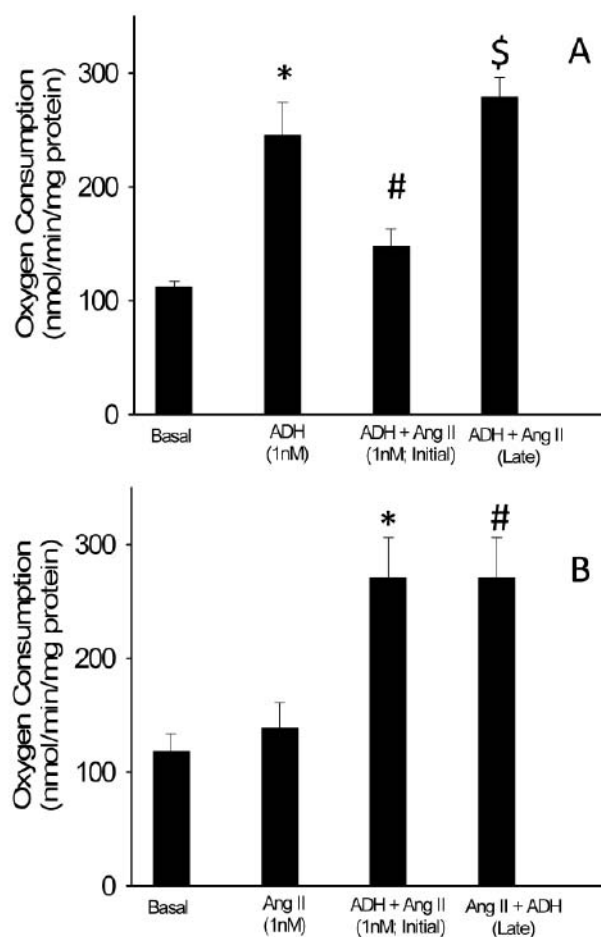 A
Oxygen Consumption
(nmol/min/mg protein)
300
200
100
0
*
#
$
Basal
ADH
(1nM)
ADH + Ang II
(1nM; Initial)
ADH + Ang II
(Late)
B
Oxygen Consumption
(nmol/min/mg protein)
300
200
100
0
*
#
Basal
Ang II
(1nM)
ADH + Ang II
(1nM; Initial)
Ang II + ADH
(Late)